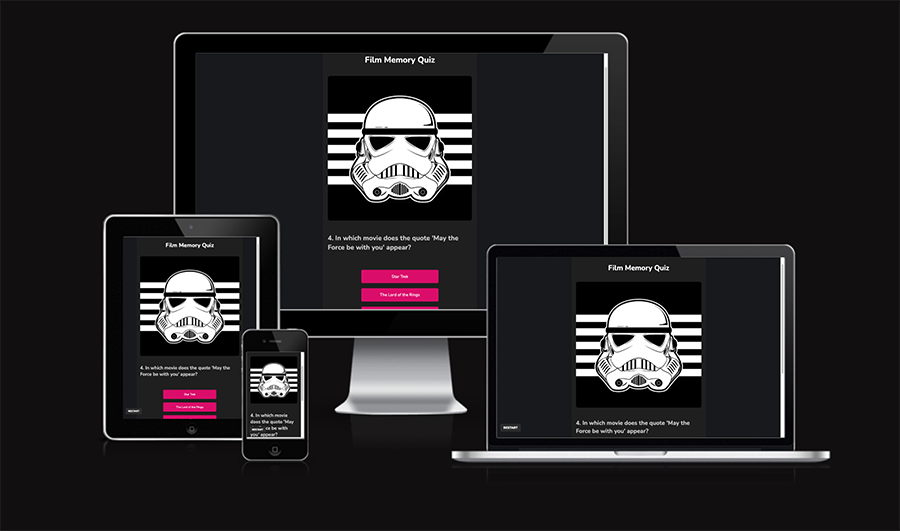 Film Memory Quiz
4. In which movie does the quote 'May the
Force be with you' appear?
Star Trek
The Lord of the Rings
Film Memory Quiz
4. In which movie does the quote 'May the
Force be with you' appear?
Star Trek
The Lord of the Rings
RESTART
4. In which movie
does the quote 'May
the Force be with
you' appear?
RESTART
Film Memory Quiz
4. In which movie does the quote 'May the
Force be with you' appear?
RESTART